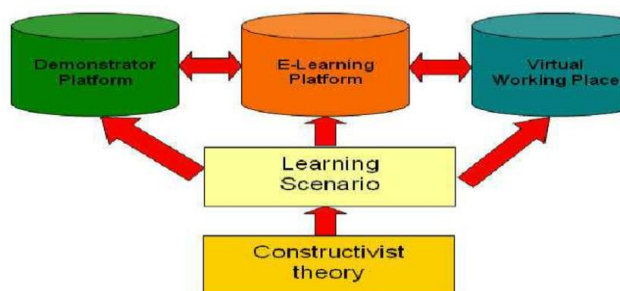 Demonstrator
Platform
E-Learning
Platform
Virtual
Working Place
Learning
Scenario
Constructivist
theory